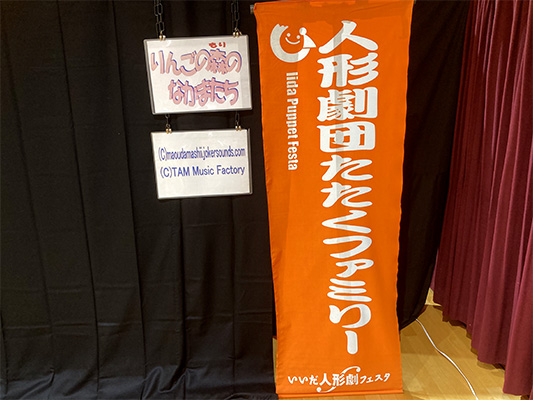 りんごの森のもり
なかまたち
(C)maoudamashii.jokersounds.com
(C)TAM Music Factory
人形劇団たたくファミリー
Iida Puppet Festa
いいだ人形劇フェスタ